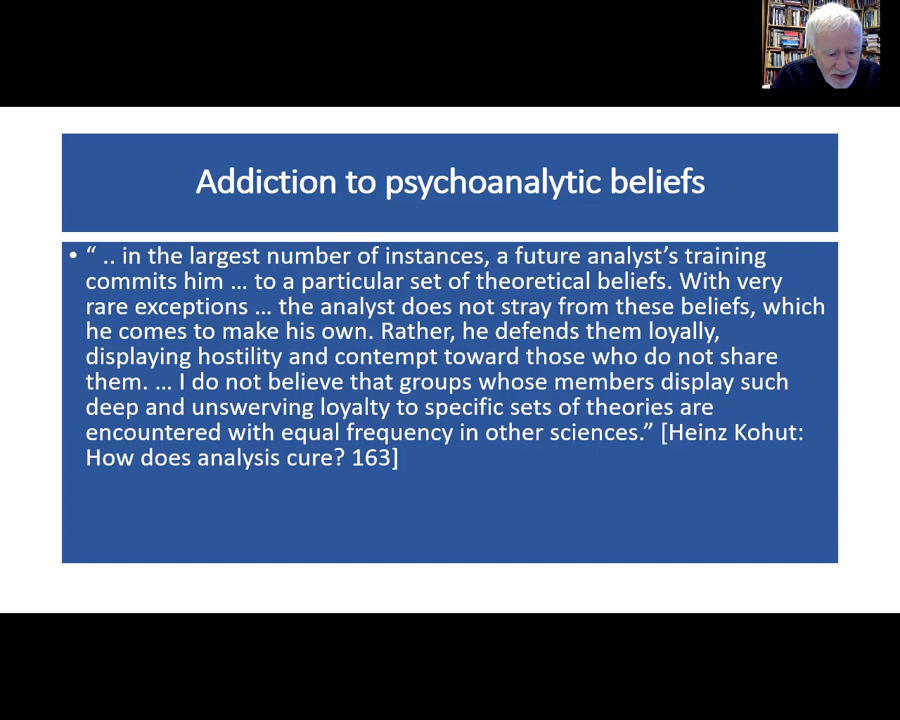 Addiction to psychoanalytic beliefs
• “ .. in the largest number of instances, a future analyst’s training
commits him … to a particular set of theoretical beliefs. With very
rare exceptions … the analyst does not stray from these beliefs, which
he comes to make his own. Rather, he defends them loyally,
displaying hostility and contempt toward those who do not share
them. … I do not believe that groups whose members display such
deep and unswerving loyalty to specific sets of theories are
encountered with equal frequency in other sciences.” [Heinz Kohut:
How does analysis cure? 163]